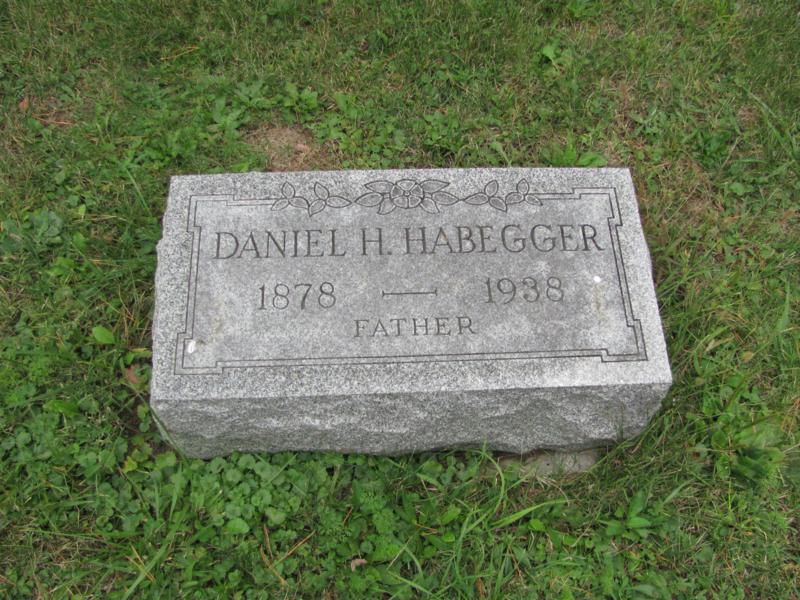 DANIEL H. HABEGGER
1878 — 1938
FATHER